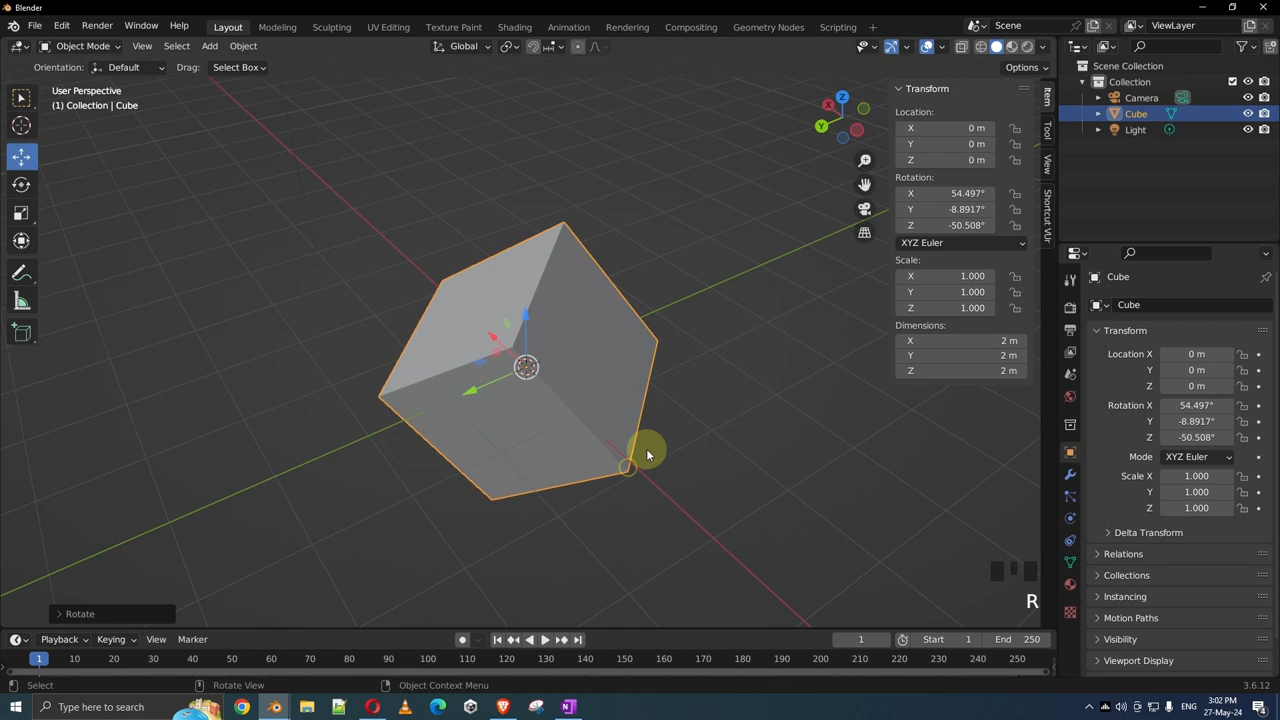 Blender
File Edit Render Window Help Layout Modeling Sculpting UV Editing Texture Paint Shading Animation Rendering Compositing Geometry Nodes Scripting + Scene ViewLayer
Object Mode View Select Add Object Global
Orientation: Default Drag: Select Box Options
User Perspective
(1) Collection | Cube
Z
X
Y
Transform
Location:
X 0 m
Y 0 m
Z 0 m
Rotation:
X 54.497°
Y -8.8917°
Z -50.508°
XYZ Euler
Scale:
X 1.000
Y 1.000
Z 1.000
Dimensions:
X 2 m
Y 2 m
Z 2 m
Item
Tool
View
Shortcut VUr
Scene Collection
Collection
Camera
Cube
Light
Cube
Cube
Transform
Location X 0 m
Y 0 m
Z 0 m
Rotation X 54.497°
Y -8.8917°
Z -50.508°
Mode XYZ Euler
Scale X 1.000
Y 1.000
Z 1.000
Delta Transform
Relations
Collections
Instancing
Motion Paths
Visibility
Viewport Display
R
Rotate
Playback Keying View Marker 1 Start 1 End 250
1 10 20 30 40 50 60 70 80 90 100 110 120 130 140 150 160 170 180 190 200 210 220 230 240 250
Select Rotate View Object Context Menu 3.6.12
Type here to search
ENG
3:02 PM
27-May-24